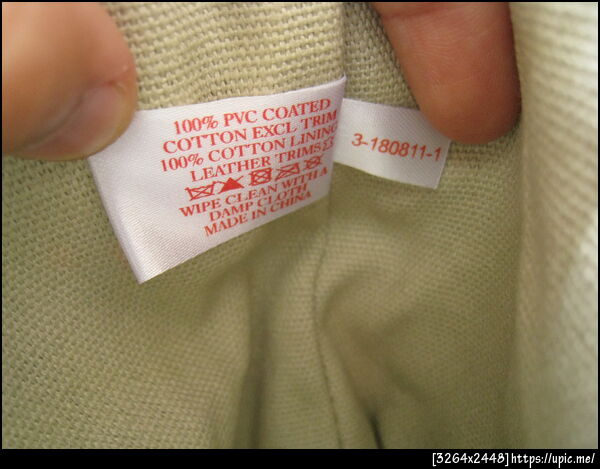 100% PVC COATED
COTTON EXCL TRIM
100% COTTON LINING
LEATHER TRIMS
WIPE CLEAN WITH A
DAMP CLOTH
MADE IN CHINA
3-180811-1
[3264x2448]https://upic.me/